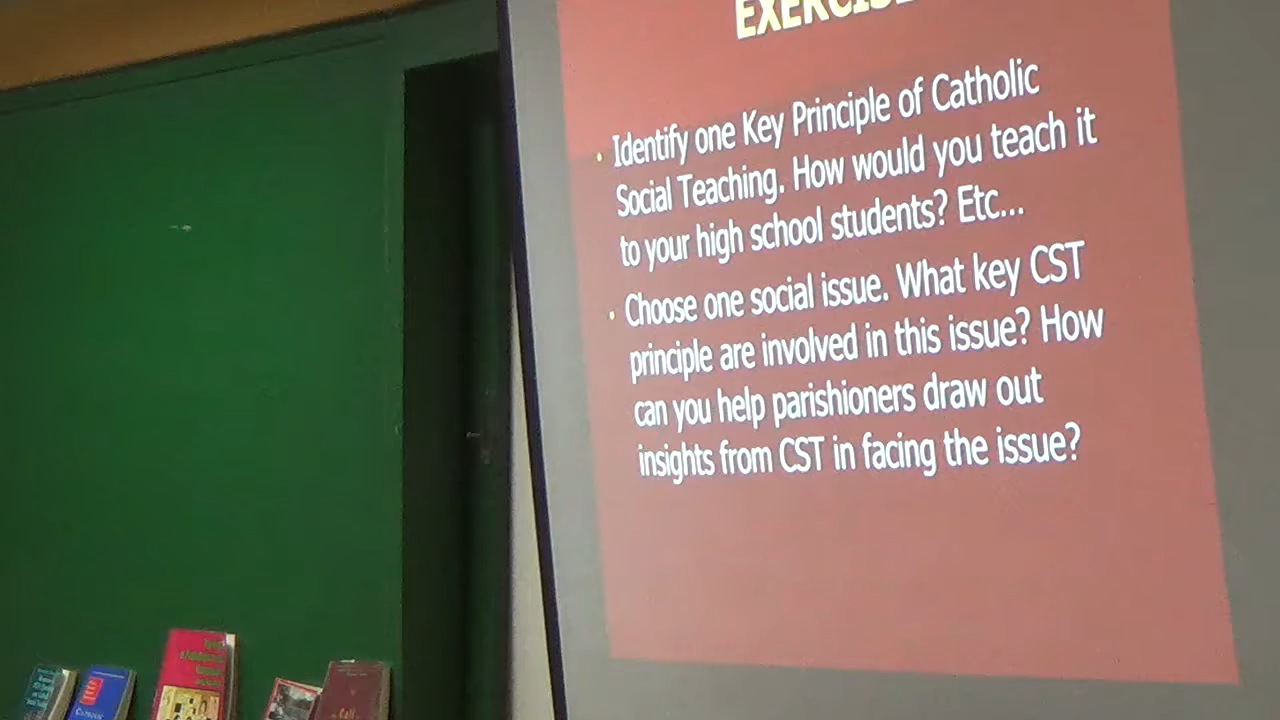 EXERCISE
• Identify one Key Principle of Catholic
Social Teaching. How would you teach it
to your high school students? Etc...
• Choose one social issue. What key CST
principle are involved in this issue? How
can you help parishioners draw out
insights from CST in facing the issue?